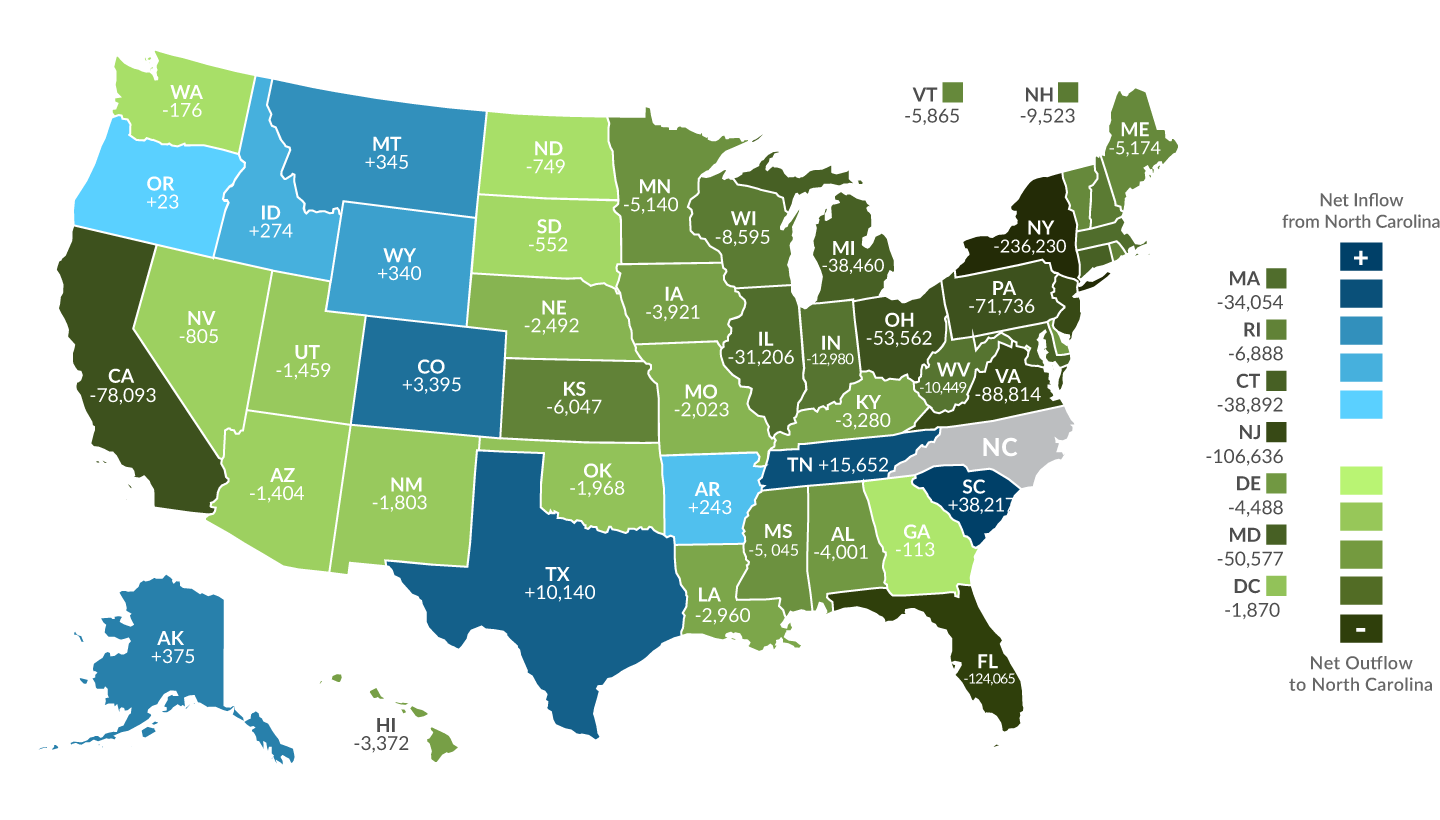 VT
-5,865
NH
-9,523
WA
-176
OR
+23
ID
+274
MT
+345
WY
+340
ND
-749
SD
-552
MN
-5,140
WI
-8,595
MI
-38,460
ME
-5,174
NY
-236,230
PA
-71,736
CA
-78,093
NV
-805
UT
-1,459
CO
+3,395
NE
-2,492
KS
-6,047
IA
-3,921
MO
-2,023
IL
-31,206
IN
-12,980
OH
-53,562
WV
-10,449
VA
-88,814
KY
-3,280
NC
TN +15,652
SC
+38,217
AZ
-1,404
NM
-1,803
OK
-1,968
AR
+243
TX
+10,140
LA
-2,960
MS
-5, 045
AL
-4,001
GA
-113
FL
-124,065
AK
+375
HI
-3,372
MA
-34,054
RI
-6,888
CT
-38,892
NJ
-106,636
DE
-4,488
MD
-50,577
DC
-1,870
Net Inflow
from North Carolina
+
-
Net Outflow
to North Carolina